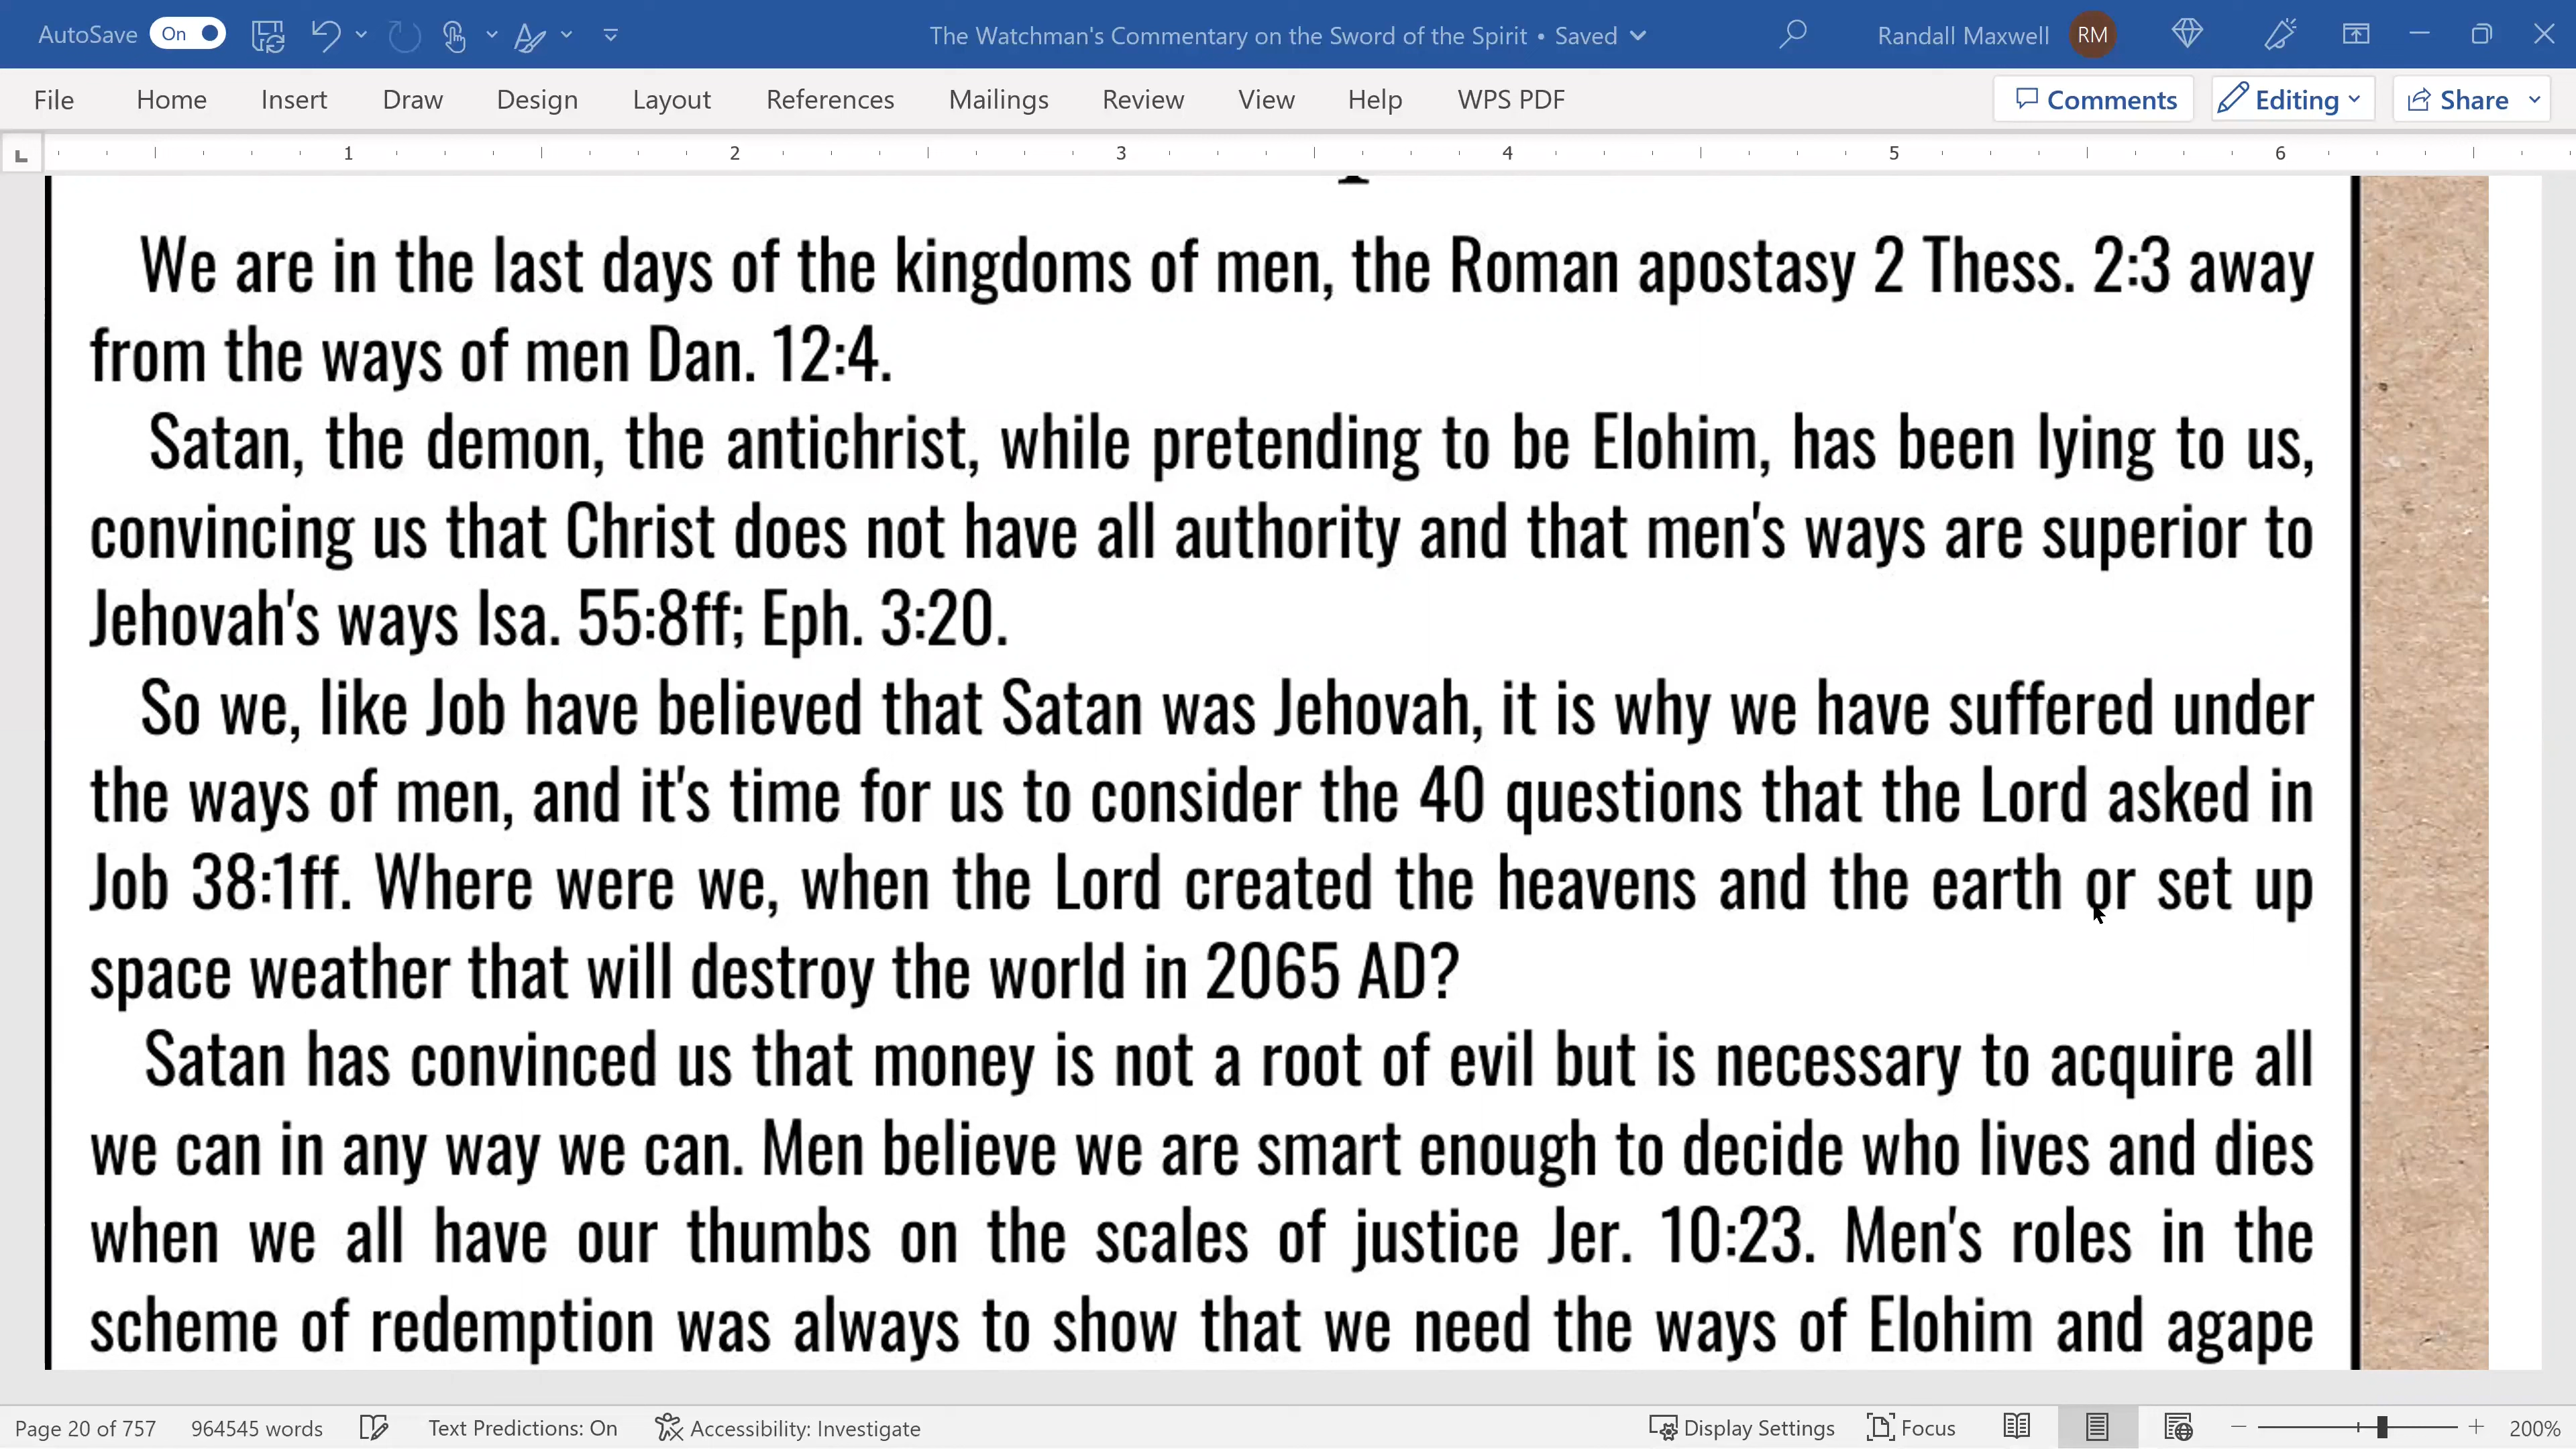 AutoSave On The Watchman's Commentary on the Sword of the Spirit • Saved Randall Maxwell RM
File Home Insert Draw Design Layout References Mailings Review View Help WPS PDF Comments Editing Share
L 1 2 3 4 5 6
We are in the last days of the kingdoms of men, the Roman apostasy 2 Thess. 2:3 away
from the ways of men Dan. 12:4.
Satan, the demon, the antichrist, while pretending to be Elohim, has been lying to us,
convincing us that Christ does not have all authority and that men's ways are superior to
Jehovah's ways Isa. 55:8ff; Eph. 3:20.
So we, like Job have believed that Satan was Jehovah, it is why we have suffered under
the ways of men, and it's time for us to consider the 40 questions that the Lord asked in
Job 38:1ff. Where were we, when the Lord created the heavens and the earth or set up
space weather that will destroy the world in 2065 AD?
Satan has convinced us that money is not a root of evil but is necessary to acquire all
we can in any way we can. Men believe we are smart enough to decide who lives and dies
when we all have our thumbs on the scales of justice Jer. 10:23. Men's roles in the
scheme of redemption was always to show that we need the ways of Elohim and agape
Page 20 of 757 964545 words Text Predictions: On Accessibility: Investigate Display Settings Focus 200%